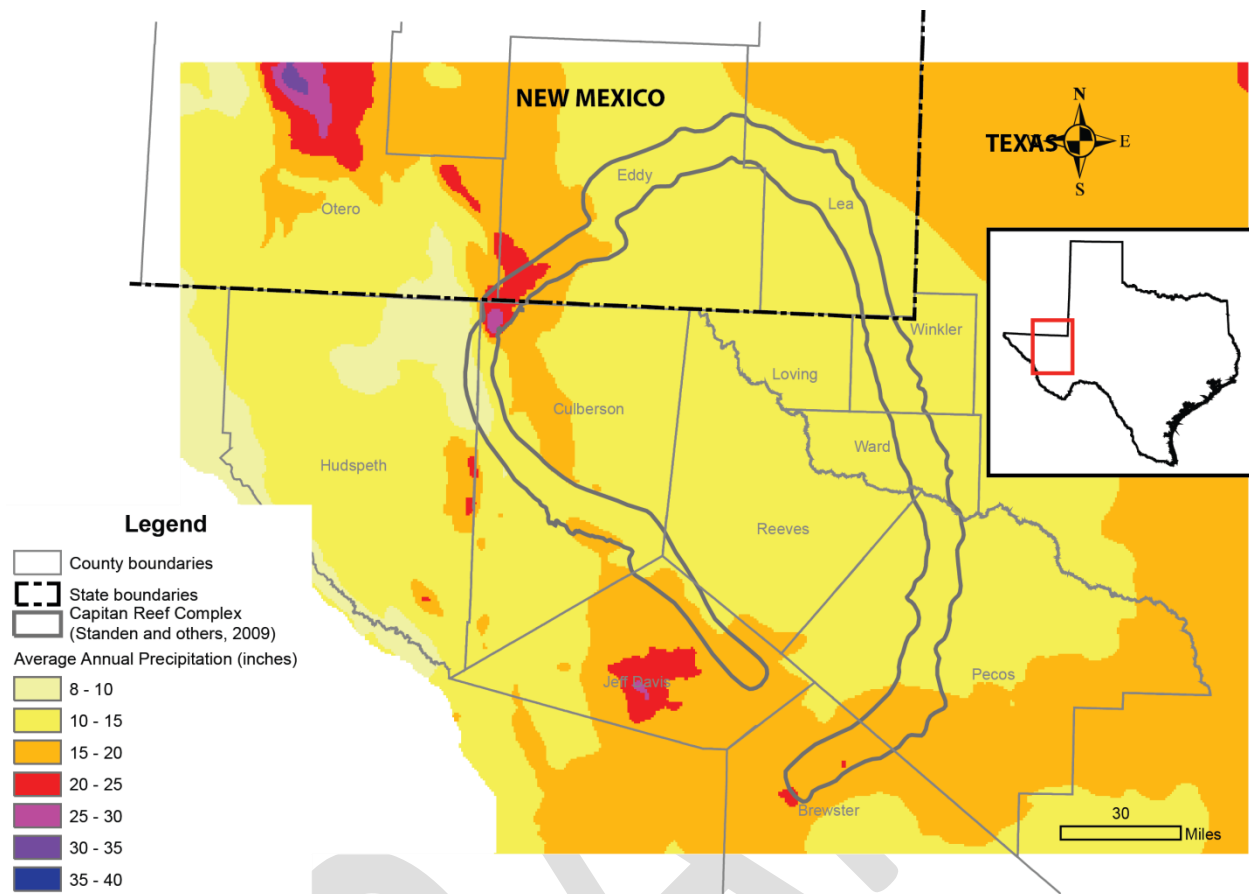 NEW MEXICO
TEXAS
N
E
S
Eddy
Lea
Otero
Winkler
Loving
Culberson
Ward
Hudspeth
Reeves
Jeff Davis
Pecos
Brewster
Legend
County boundaries
State boundaries
Capitan Reef Complex
(Standen and others, 2009)
Average Annual Precipitation (inches)
8 - 10
10 - 15
15 - 20
20 - 25
25 - 30
30 - 35
35 - 40
30
Miles